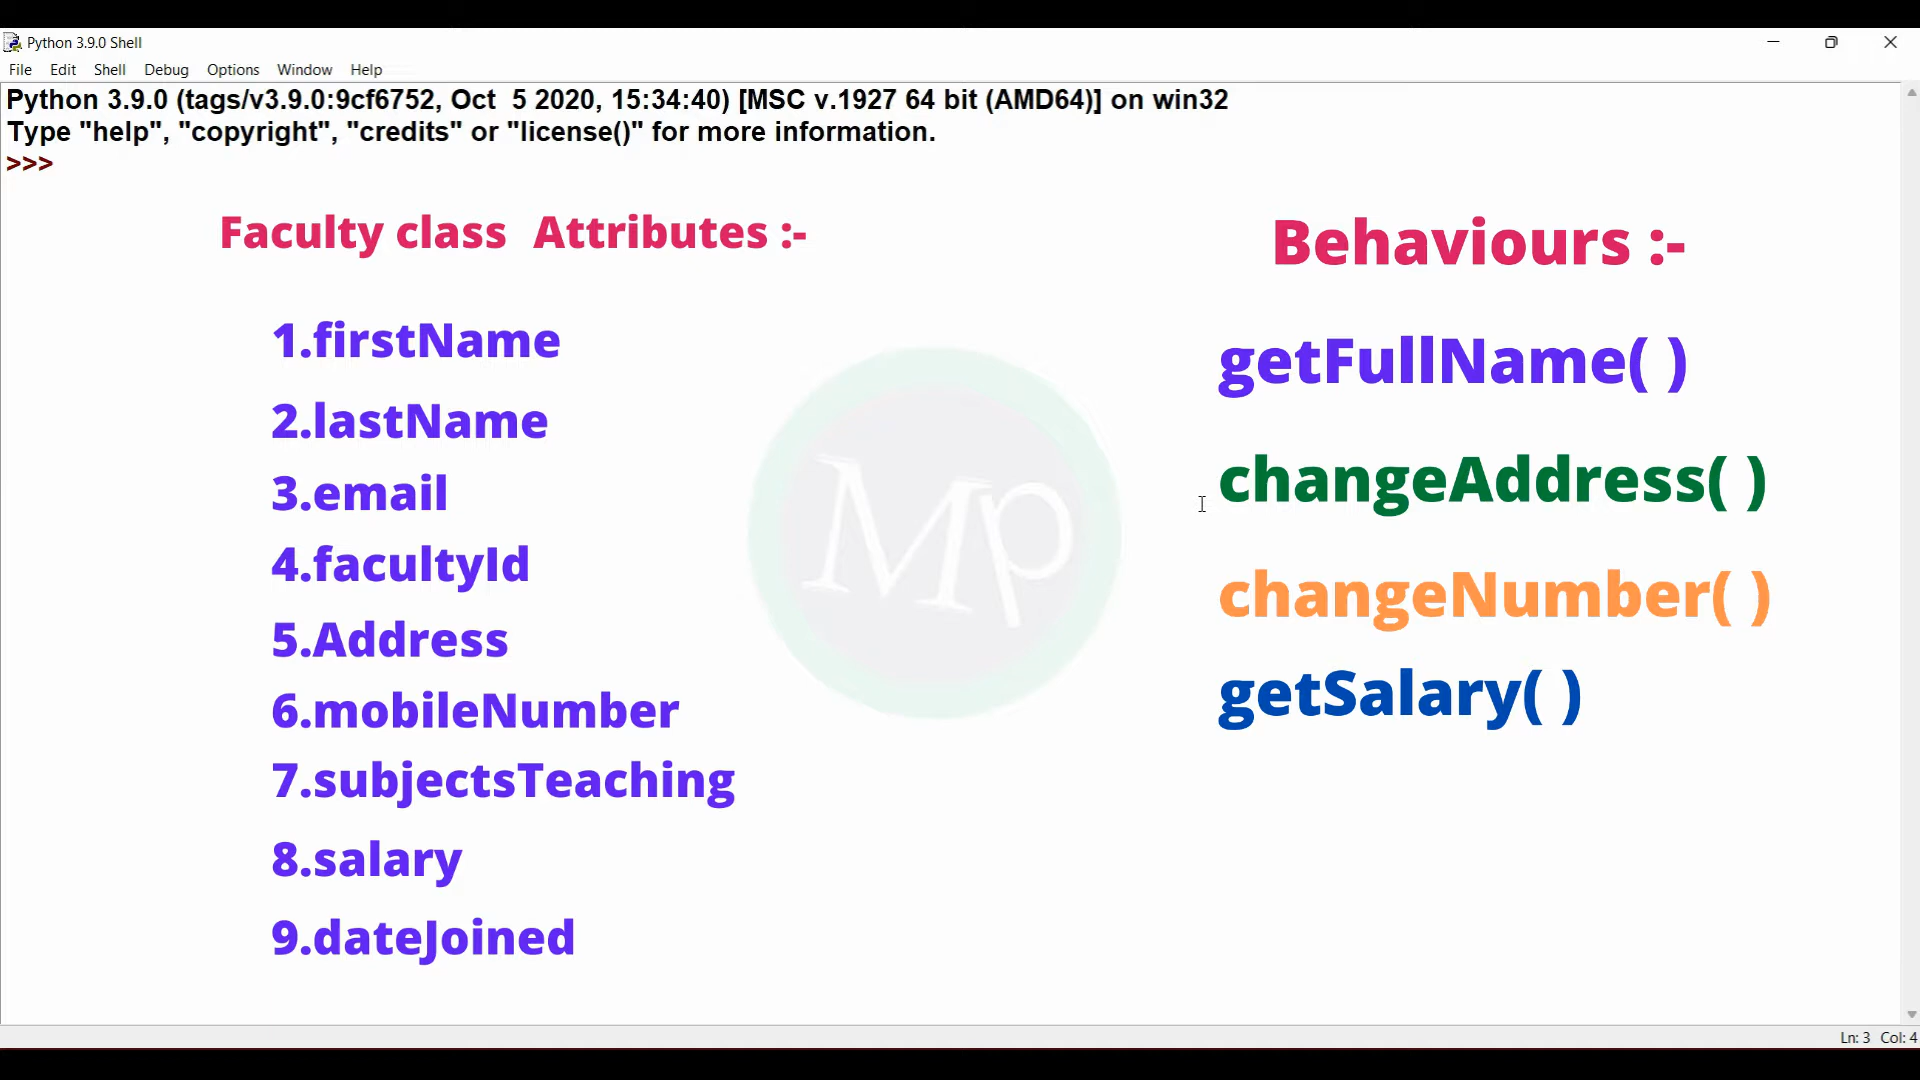 Python 3.9.0 Shell
File Edit Shell Debug Options Window Help
Python 3.9.0 (tags/v3.9.0:9cf6752, Oct  5 2020, 15:34:40) [MSC v.1927 64 bit (AMD64)] on win32
Type "help", "copyright", "credits" or "license()" for more information.
>>>
Faculty class  Attributes :-
1.firstName
2.lastName
3.email
4.facultyId
5.Address
6.mobileNumber
7.subjectsTeaching
8.salary
9.dateJoined
Mp
Behaviours :-
getFullName( )
changeAddress( )
changeNumber( )
getSalary( )
Ln: 3  Col: 4